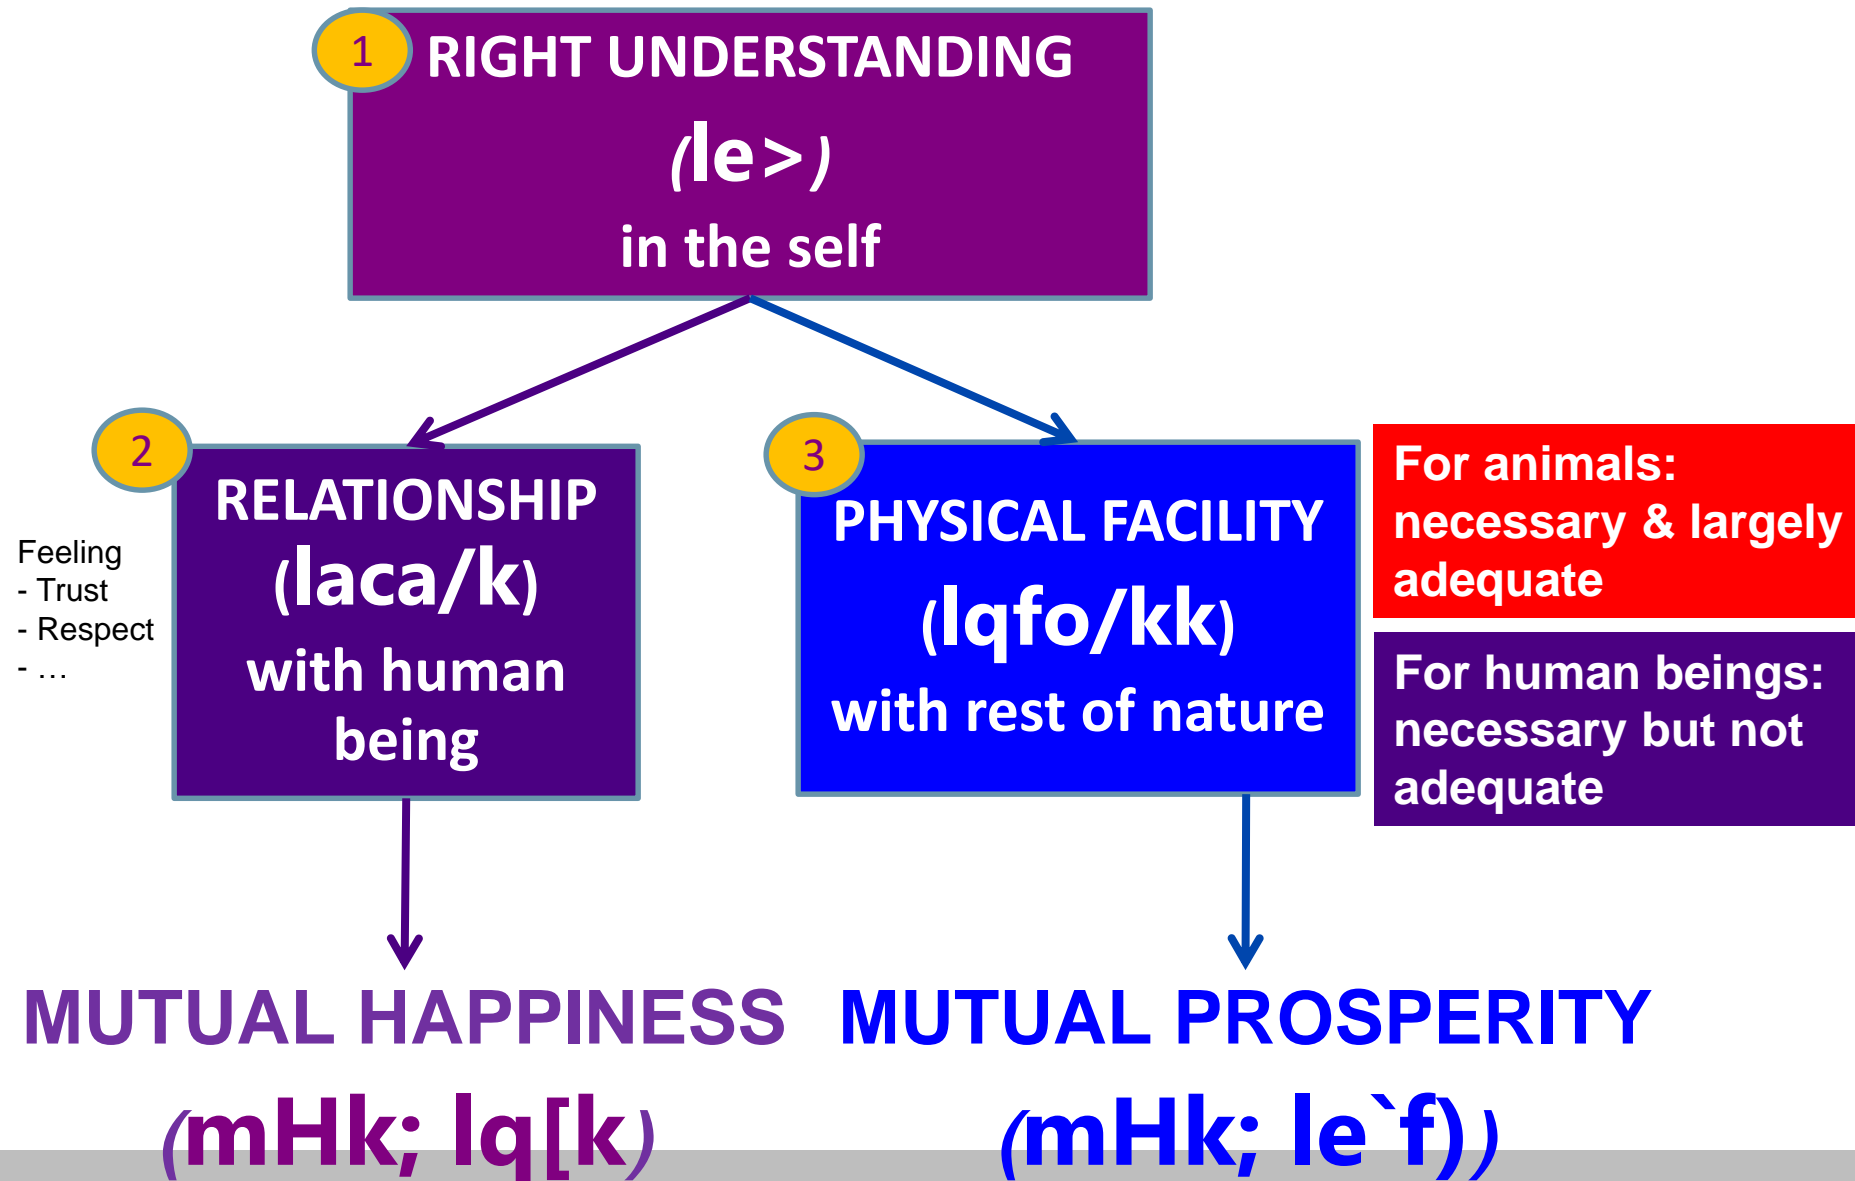 1
RIGHT UNDERSTANDING
(le>)
in the self
2
RELATIONSHIP
(laca/k)
with human
being
Feeling
- Trust
- Respect
- …
3
PHYSICAL FACILITY
(lqfo/kk)
with rest of nature
For animals:
necessary & largely
adequate
For human beings:
necessary but not
adequate
MUTUAL HAPPINESS
(mHk; lq[k)
MUTUAL PROSPERITY
(mHk; le`f))